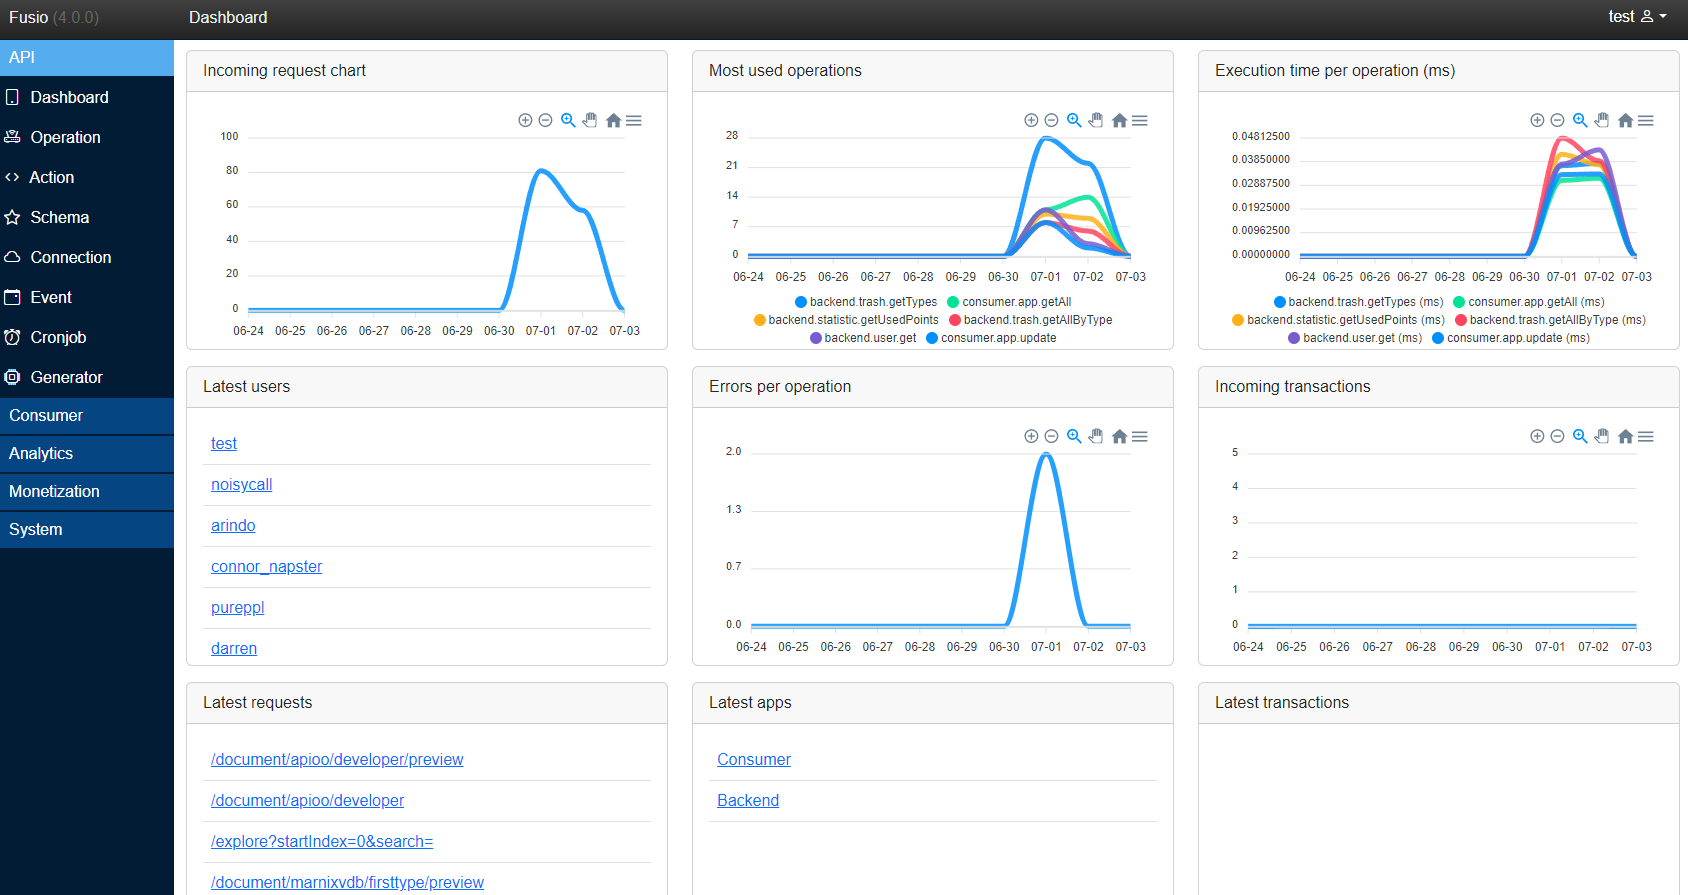 Fusio (4.0.0)
Dashboard
test
API
Dashboard
Operation
Action
Schema
Connection
Event
Cronjob
Generator
Consumer
Analytics
Monetization
System
Incoming request chart
100
80
60
40
20
0
06-24 06-25 06-26 06-27 06-28 06-29 06-30 07-01 07-02 07-03
Most used operations
28
21
14
7
0
06-24 06-25 06-26 06-27 06-28 06-29 06-30 07-01 07-02 07-03
backend.trash.getTypes consumer.app.getAll
backend.statistic.getUsedPoints backend.trash.getAllByType
backend.user.get consumer.app.update
Execution time per operation (ms)
0.04812500
0.03850000
0.02887500
0.01925000
0.00962500
0.00000000
06-24 06-25 06-26 06-27 06-28 06-29 06-30 07-01 07-02 07-03
backend.trash.getTypes (ms) consumer.app.getAll (ms)
backend.statistic.getUsedPoints (ms) backend.trash.getAllByType (ms)
backend.user.get (ms) consumer.app.update (ms)
Latest users
test
noisycall
arindo
connor_napster
pureppl
darren
Errors per operation
2.0
1.3
0.7
0.0
06-24 06-25 06-26 06-27 06-28 06-29 06-30 07-01 07-02 07-03
Incoming transactions
5
4
3
2
1
0
06-24 06-25 06-26 06-27 06-28 06-29 06-30 07-01 07-02 07-03
Latest requests
/document/apioo/developer/preview
/document/apioo/developer
/explore?startIndex=0&search=
/document/marnixvdb/firsttype/preview
Latest apps
Consumer
Backend
Latest transactions